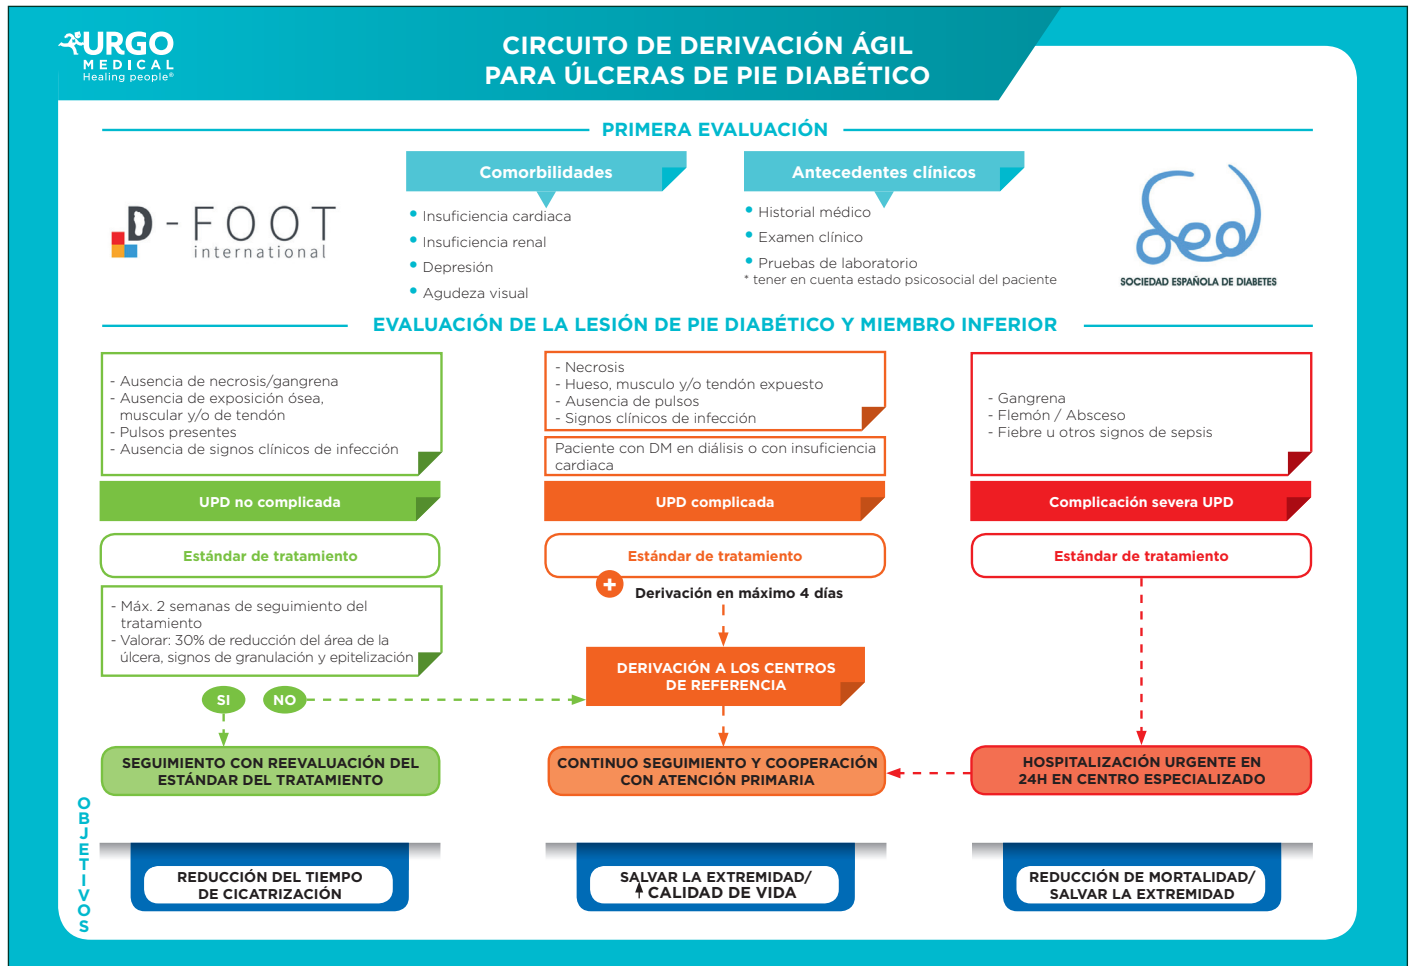 URGO
MEDICAL
Healing people®
CIRCUITO DE DERIVACIÓN ÁGIL
PARA ÚLCERAS DE PIE DIABÉTICO
PRIMERA EVALUACIÓN
D-FOOT
international
Comorbilidades
• Insuficiencia cardiaca
• Insuficiencia renal
• Depresión
• Agudeza visual
Antecedentes clínicos
• Historial médico
• Examen clínico
• Pruebas de laboratorio
* tener en cuenta estado psicosocial del paciente
Sed
SOCIEDAD ESPAÑOLA DE DIABETES
EVALUACIÓN DE LA LESIÓN DE PIE DIABÉTICO Y MIEMBRO INFERIOR
- Ausencia de necrosis/gangrena
- Ausencia de exposición ósea,
muscular y/o de tendón
- Pulsos presentes
- Ausencia de signos clínicos de infección
UPD no complicada
Estándar de tratamiento
- Máx. 2 semanas de seguimiento del
tratamiento
- Valorar: 30% de reducción del área de la
úlcera, signos de granulación y epitelización
SI
NO
SEGUIMIENTO CON REEVALUACIÓN DEL
ESTÁNDAR DEL TRATAMIENTO
- Necrosis
- Hueso, musculo y/o tendón expuesto
- Ausencia de pulsos
- Signos clínicos de infección
Paciente con DM en diálisis o con insuficiencia
cardiaca
UPD complicada
Estándar de tratamiento
+
Derivación en máximo 4 días
DERIVACIÓN A LOS CENTROS
DE REFERENCIA
CONTINUO SEGUIMIENTO Y COOPERACIÓN
CON ATENCIÓN PRIMARIA
- Gangrena
- Flemón / Absceso
- Fiebre u otros signos de sepsis
Complicación severa UPD
Estándar de tratamiento
HOSPITALIZACIÓN URGENTE EN
24H EN CENTRO ESPECIALIZADO
OBJETIVOS
REDUCCIÓN DEL TIEMPO
DE CICATRIZACIÓN
SALVAR LA EXTREMIDAD/
CALIDAD DE VIDA
REDUCCIÓN DE MORTALIDAD/
SALVAR LA EXTREMIDAD